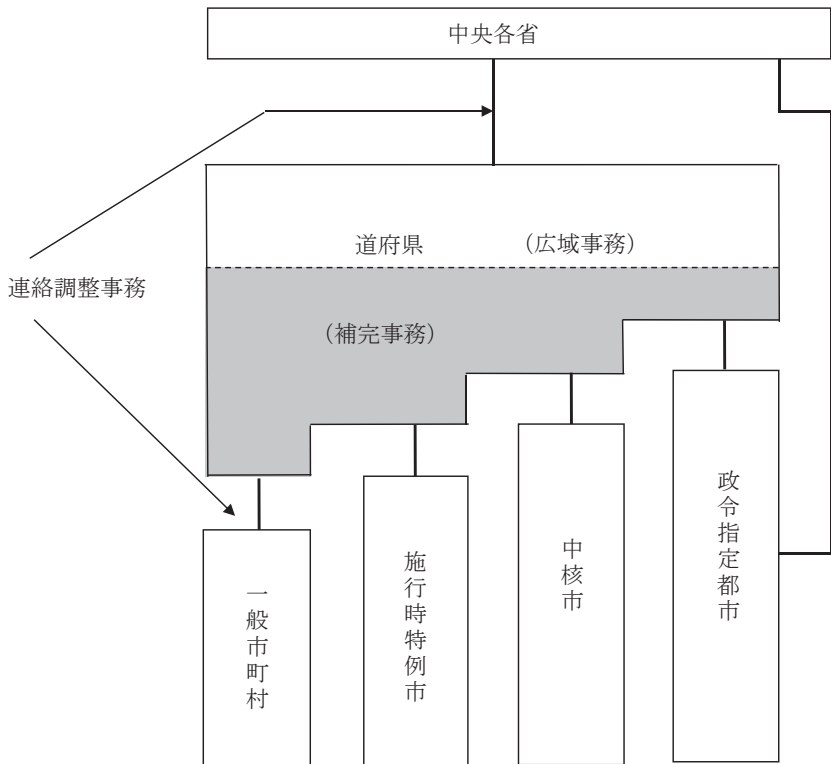 中央各省
道府県
（広域事務）
連絡調整事務
（補完事務）
一般市町村
施行時特例市
中核市
政令指定都市